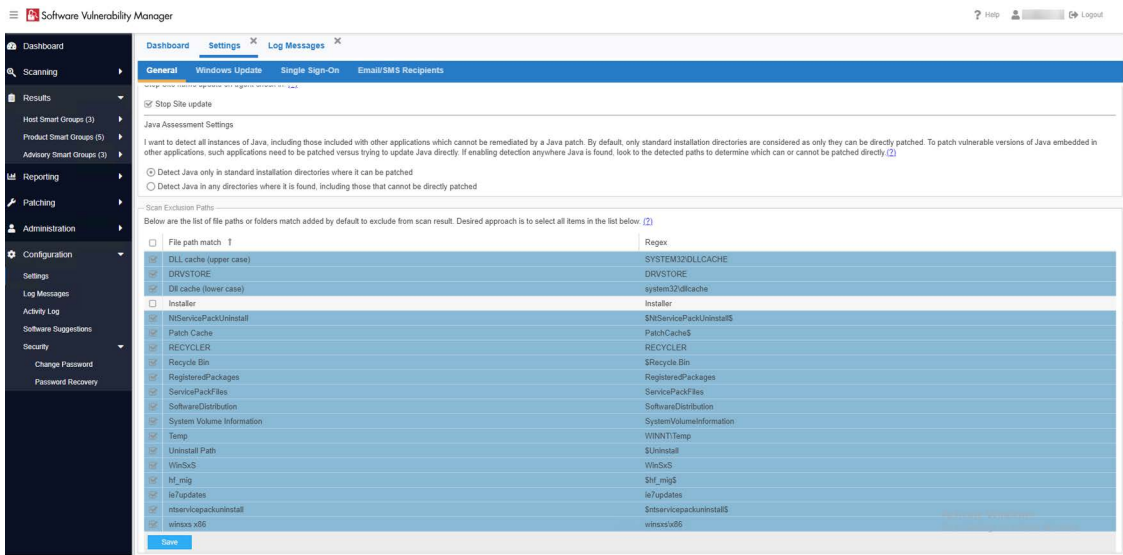 Software Vulnerability Manager
Help
Logout
Dashboard
Scanning
Results
Host Smart Groups (3)
Product Smart Groups (5)
Advisory Smart Groups (3)
Reporting
Patching
Administration
Configuration
Settings
Log Messages
Activity Log
Software Suggestions
Security
Change Password
Password Recovery
Dashboard Settings Log Messages
General Windows Update Single Sign-On Email/SMS Recipients
Stop Site update
Java Assessment Settings
I want to detect all instances of Java, including those included with other applications which cannot be remediated by a Java patch. By default, only standard installation directories are considered as only they can be directly patched. To patch vulnerable versions of Java embedded in
other applications, such applications need to be patched versus trying to update Java directly. If enabling detection anywhere Java is found, look to the detected paths to determine which can or cannot be patched directly.(?)
Detect Java only in standard installation directories where it can be patched
Detect Java in any directories where it is found, including those that cannot be directly patched
Scan Exclusion Paths
Below are the list of file paths or folders match added by default to exclude from scan result. Desired approach is to select all items in the list below. (?)
File path match ↑ Regex
DLL cache (upper case) SYSTEM32\DLLCACHE
DRVSTORE DRVSTORE
Dll cache (lower case) system32\dllcache
Installer Installer
NtServicePackUninstall $NtServicePackUninstall$
Patch Cache PatchCache$
RECYCLER RECYCLER
Recycle Bin $Recycle.Bin
RegisteredPackages RegisteredPackages
ServicePackFiles ServicePackFiles
SoftwareDistribution SoftwareDistribution
System Volume Information SystemVolumeInformation
Temp WINNT\Temp
Uninstall Path $Uninstall
WinSxS WinSxS
hf_mig $hf_mig$
ie7updates ie7updates
ntservicepackuninstall $ntservicepackuninstall$
winsxs x86 winsxs\x86
Save